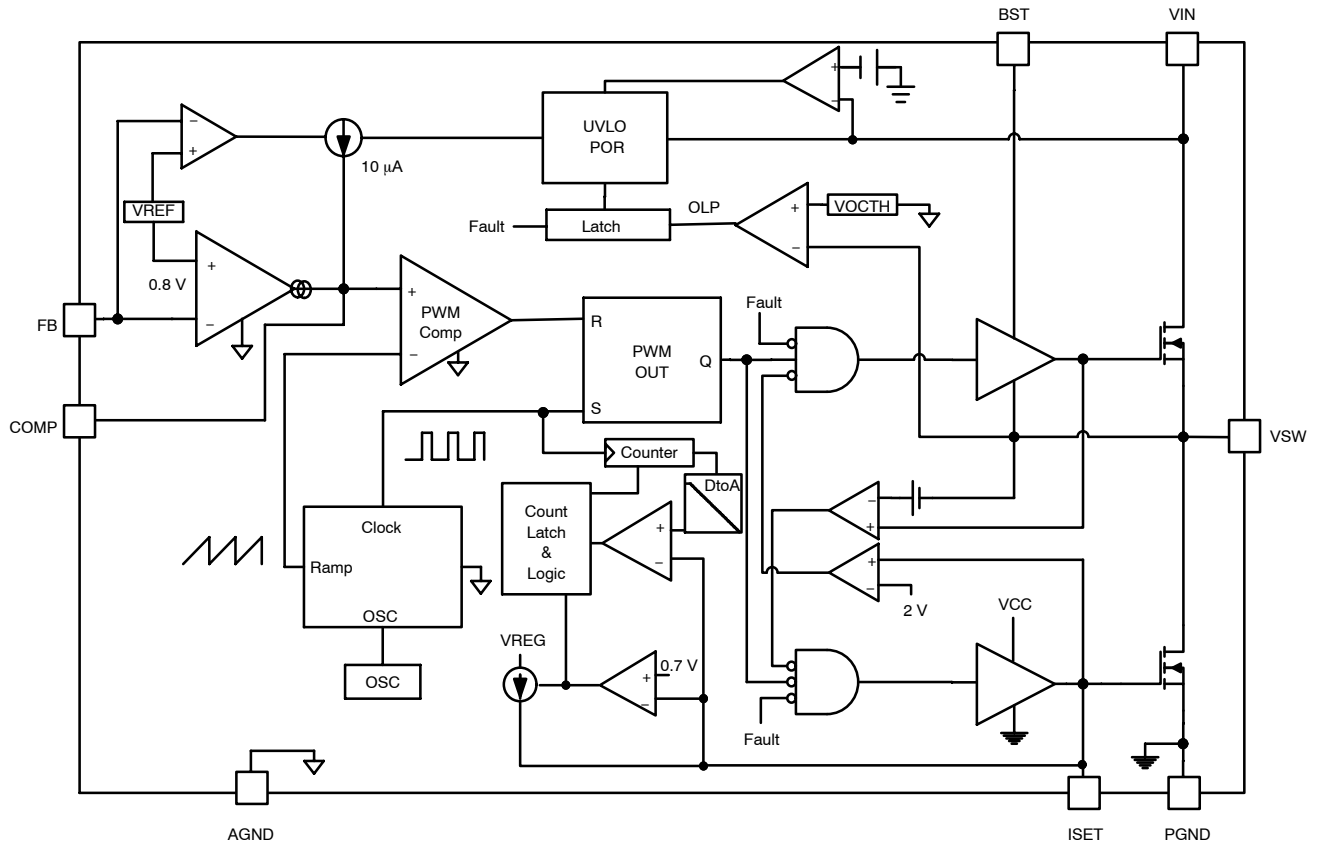 BST
VIN
+
−
UVLO
POR
−
+
10 μA
VREF
OLP
+
VOCTH
−
Fault
Latch
+
0.8 V
−
FB
+
PWM
Comp
−
R
PWM
OUT
Q
S
Fault
COMP
VSW
Counter
DtoA
Count
Latch
&
Logic
+
−
−
+
+
−
2 V
Clock
Ramp
OSC
OSC
VREG
0.7 V
+
−
VCC
Fault
AGND
ISET
PGND